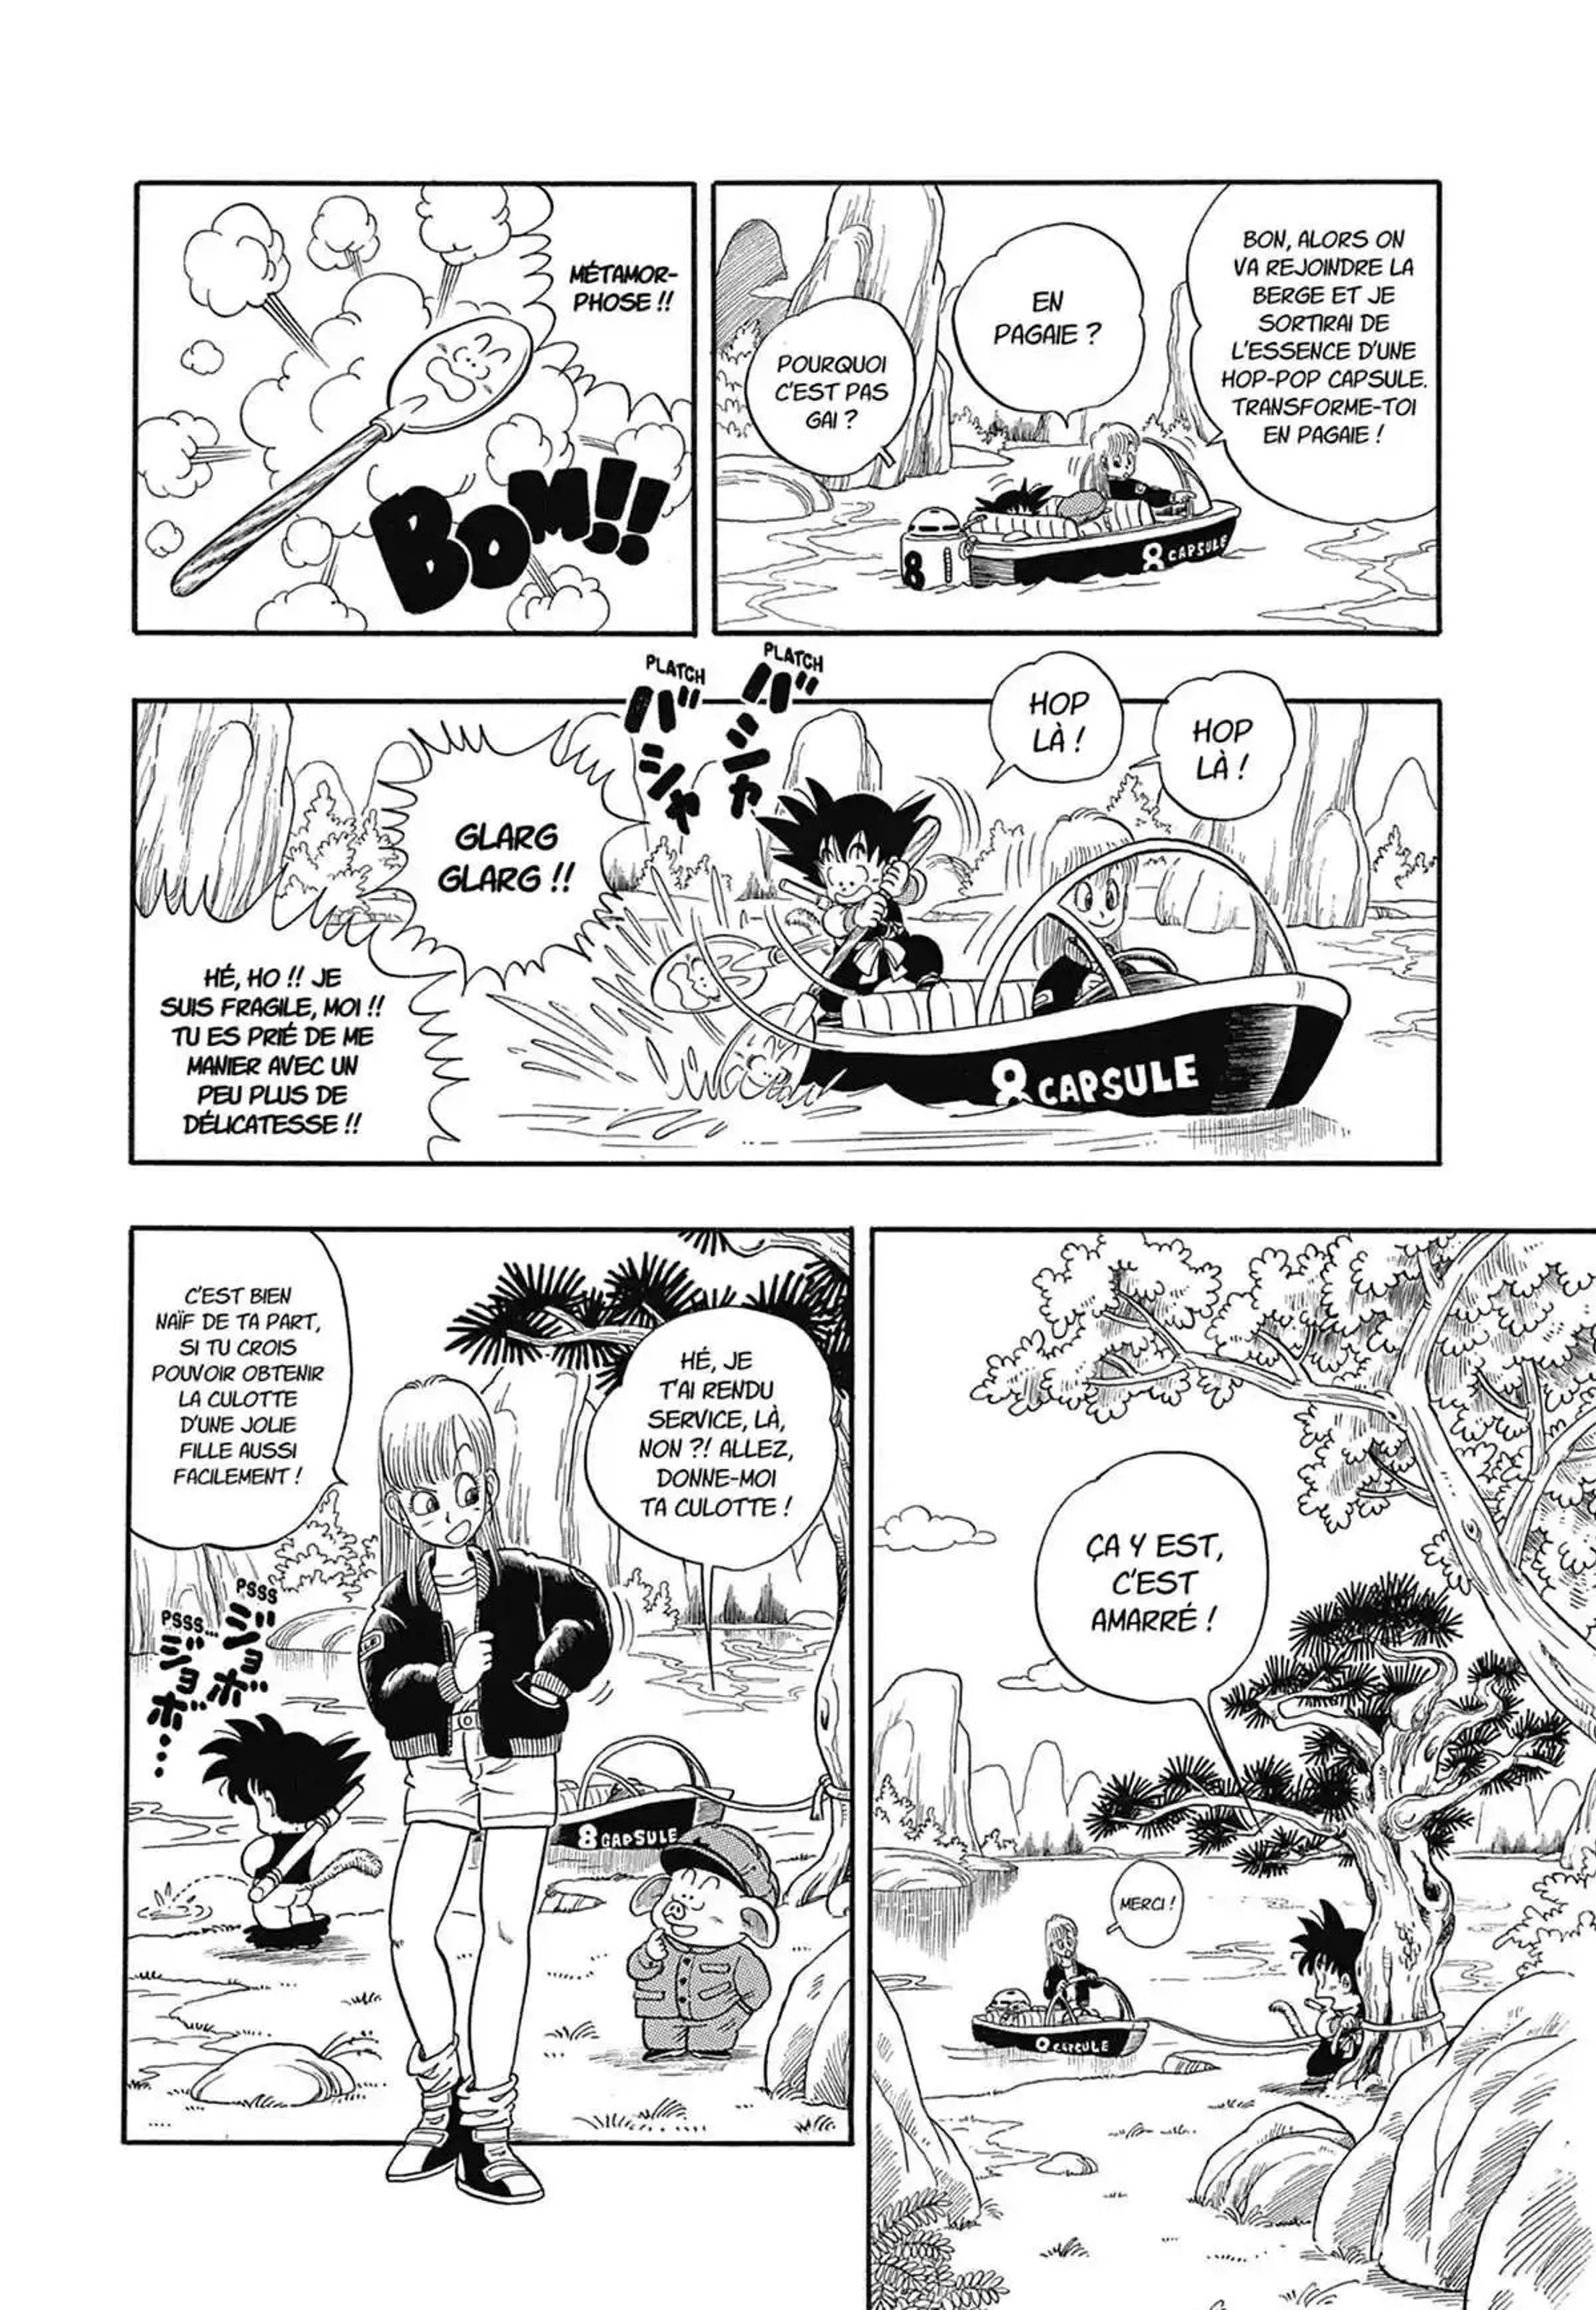 BON, ALORS ON
VA REJOINDRE LA
BERGE ET JE
SORTIRAI DE
L'ESSENCE D'UNE
HOP-POP CAPSULE.
TRANSFORME-TOI
EN PAGAIE !
EN
PAGAIE ?
POURQUOI
C'EST PAS
GAI ?
8
8 CAPSULE
MÉTAMOR-
PHOSE !!
BOM!!
HOP
LÀ !
HOP
LÀ !
PLATCH
バシャ
PLATCH
バシャ
GLARG
GLARG !!
HÉ, HO !! JE
SUIS FRAGILE, MOI !!
TU ES PRIÉ DE ME
MANIER AVEC UN
PEU PLUS DE
DÉLICATESSE !!
8 CAPSULE
ÇA Y EST,
C'EST
AMARRÉ !
MERCI !
8 CAPCULE
HÉ, JE
T'AI RENDU
SERVICE, LÀ,
NON ?! ALLEZ,
DONNE-MOI
TA CULOTTE !
C'EST BIEN
NAÏF DE TA PART,
SI TU CROIS
POUVOIR OBTENIR
LA CULOTTE
D'UNE JOLIE
FILLE AUSSI
FACILEMENT !
PSSS
ジョボ
PSSS...
ジョボ…
8 CAPSULE